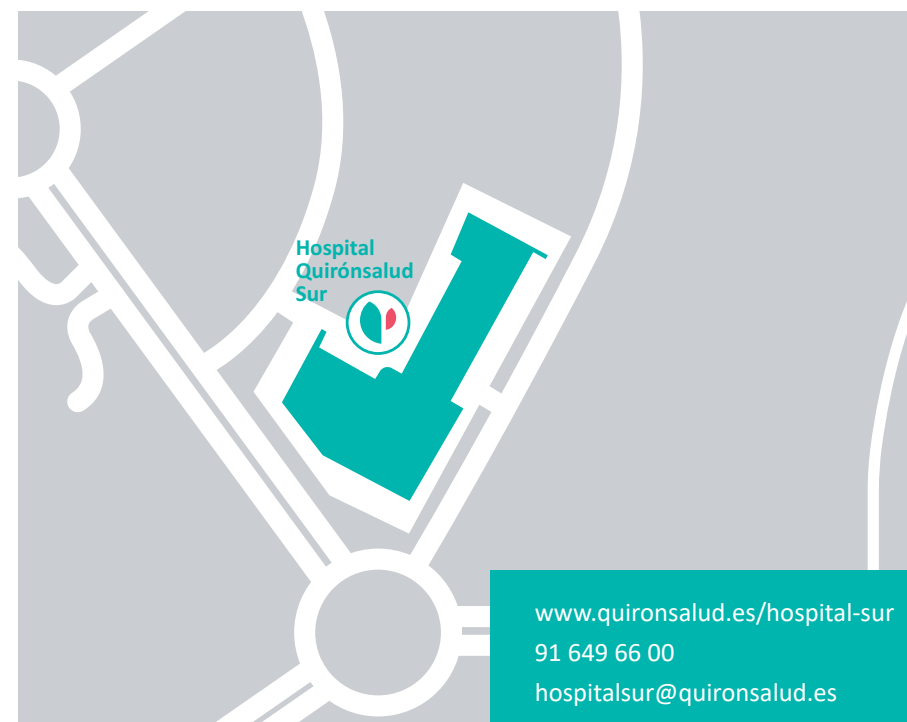 Hospital
Quirónsalud
Sur
www.quironsalud.es/hospital-sur
91 649 66 00
hospitalsur@quironsalud.es